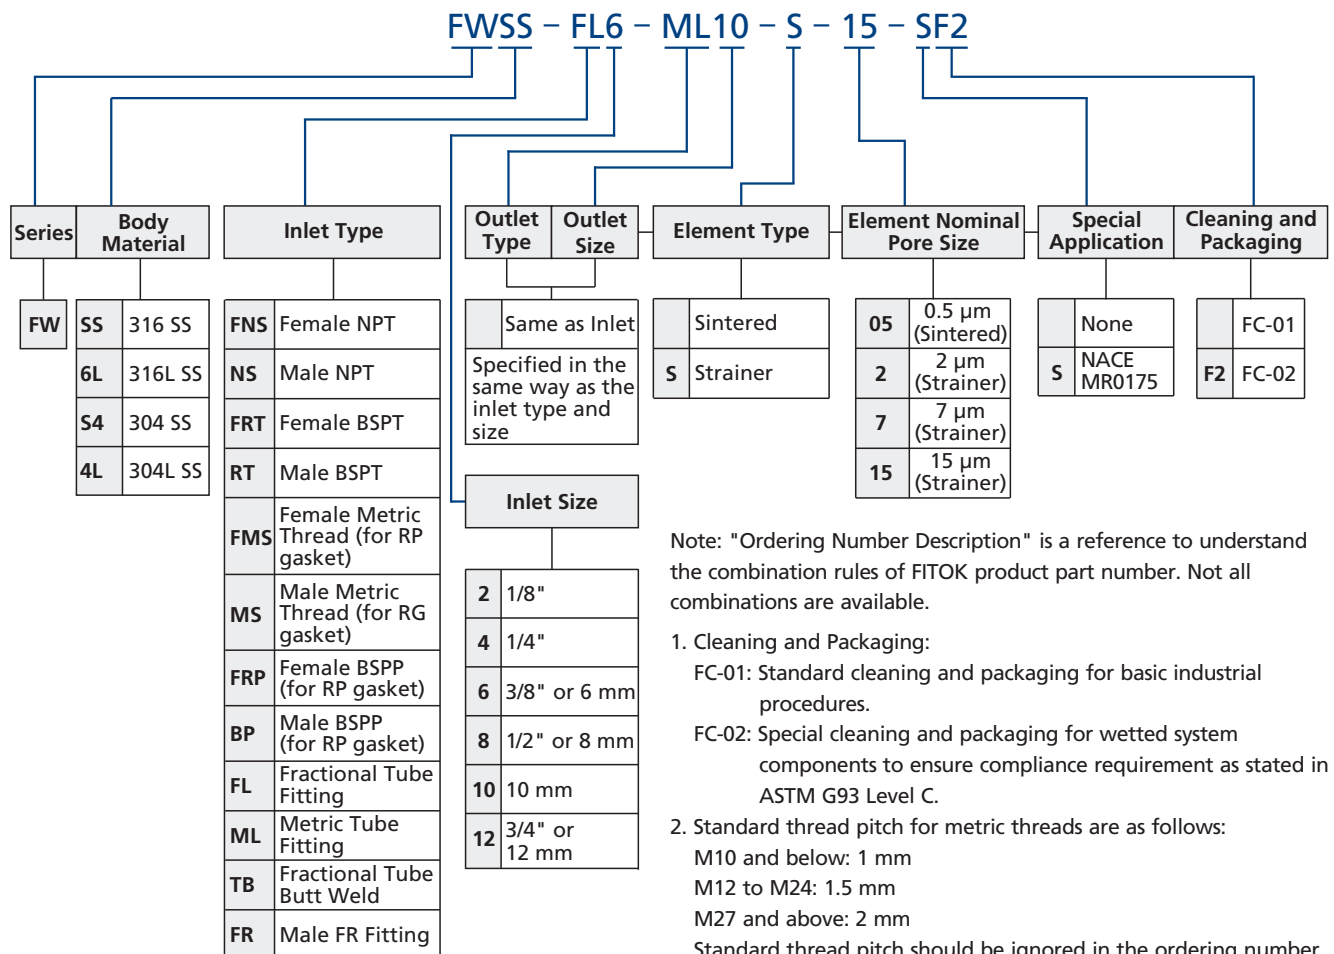 FWSS – FL6 – ML10 – S – 15 – SF2
Series
Body
Material
Inlet Type
Outlet
Type
Outlet
Size
Element Type
Element Nominal
Pore Size
Special
Application
Cleaning and
Packaging
FW
SS 316 SS
6L 316L SS
S4 304 SS
4L 304L SS
FNS Female NPT
NS Male NPT
FRT Female BSPT
RT Male BSPT
FMS Female Metric
Thread (for RP
gasket)
MS Male Metric
Thread (for RG
gasket)
FRP Female BSPP
(for RP gasket)
BP Male BSPP
(for RP gasket)
FL Fractional Tube
Fitting
ML Metric Tube
Fitting
TB Fractional Tube
Butt Weld
FR Male FR Fitting
Same as Inlet
Specified in the
same way as the
inlet type and
size
Inlet Size
2 1/8"
4 1/4"
6 3/8" or 6 mm
8 1/2" or 8 mm
10 10 mm
12 3/4" or
12 mm
Sintered
S Strainer
05 0.5 μm
(Sintered)
2 2 μm
(Strainer)
7 7 μm
(Strainer)
15 15 μm
(Strainer)
None
S NACE
MR0175
FC-01
F2 FC-02
Note: "Ordering Number Description" is a reference to understand
the combination rules of FITOK product part number. Not all
combinations are available.
1. Cleaning and Packaging:
FC-01: Standard cleaning and packaging for basic industrial
procedures.
FC-02: Special cleaning and packaging for wetted system
components to ensure compliance requirement as stated in
ASTM G93 Level C.
2. Standard thread pitch for metric threads are as follows:
M10 and below: 1 mm
M12 to M24: 1.5 mm
M27 and above: 2 mm
Standard thread pitch should be ignored in the ordering number